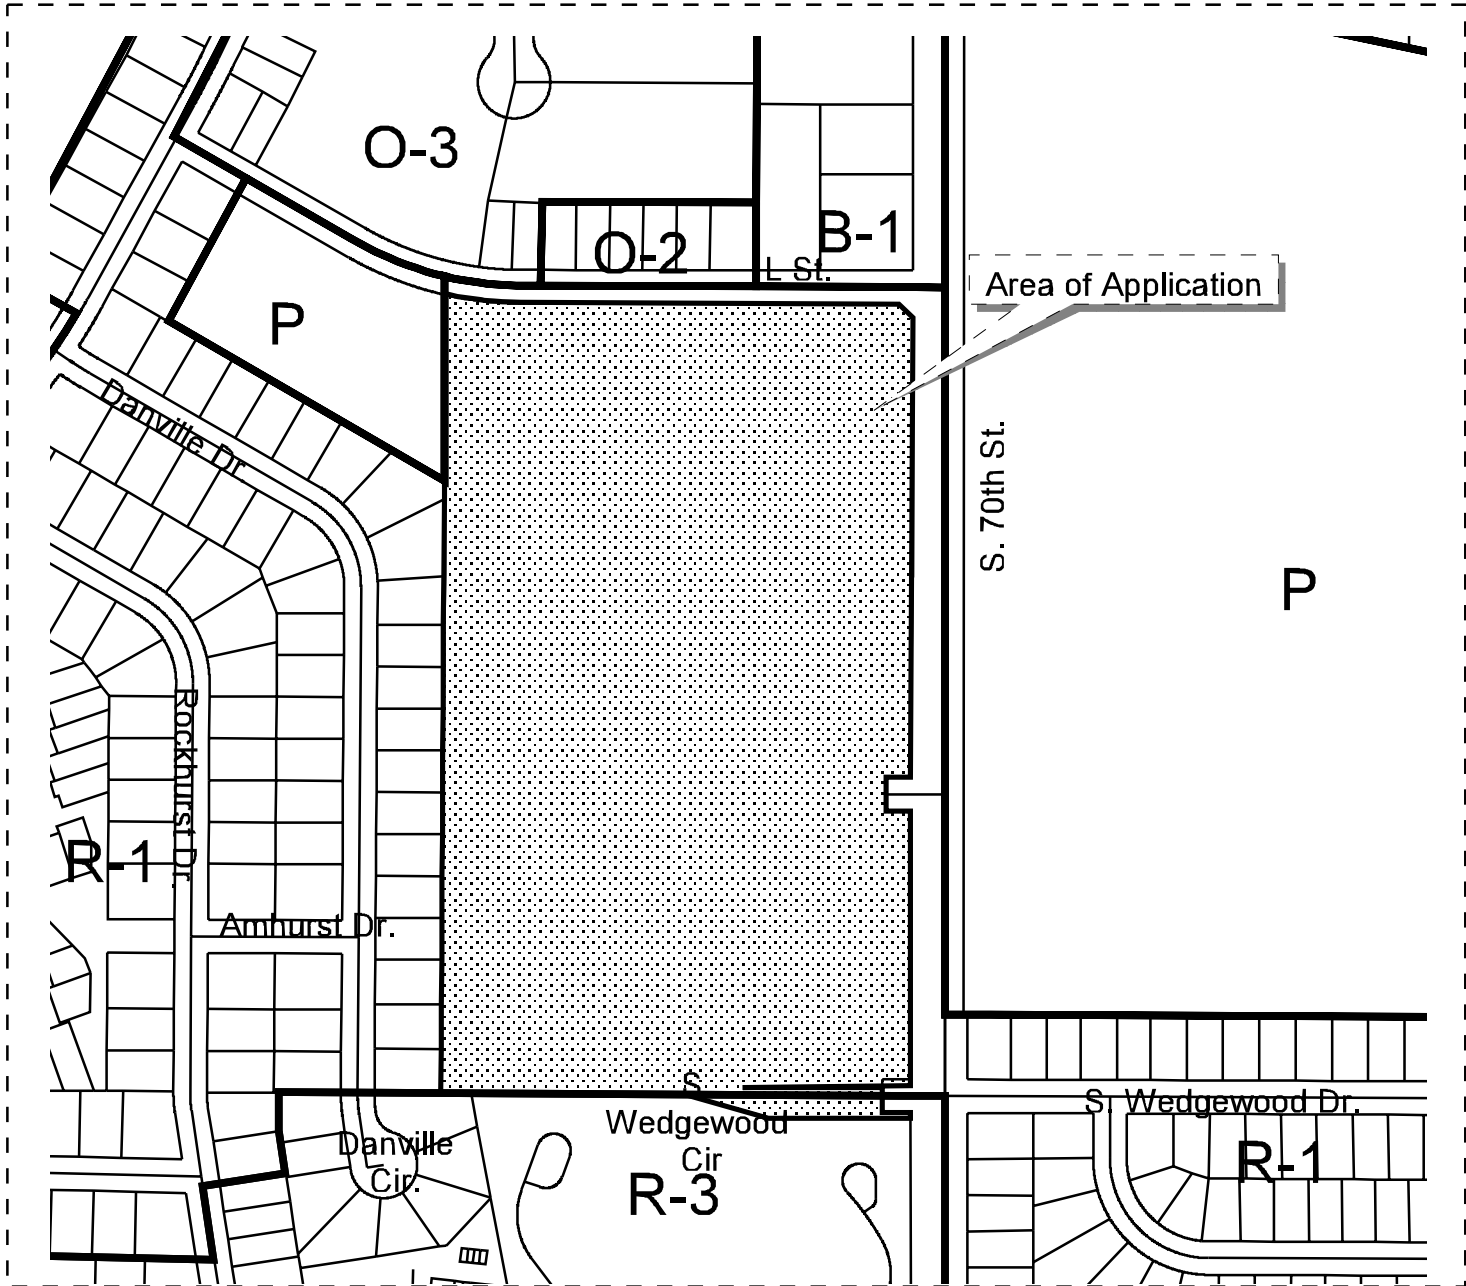 O-3
O-2
B-1
L St.
Area of Application
P
Danville Dr.
S. 70th St.
P
Rockhurst Dr.
R-1
Amhurst Dr.
S.
Wedgewood
Cir
S. Wedgewood Dr.
Danville
Cir.
R-1
R-3